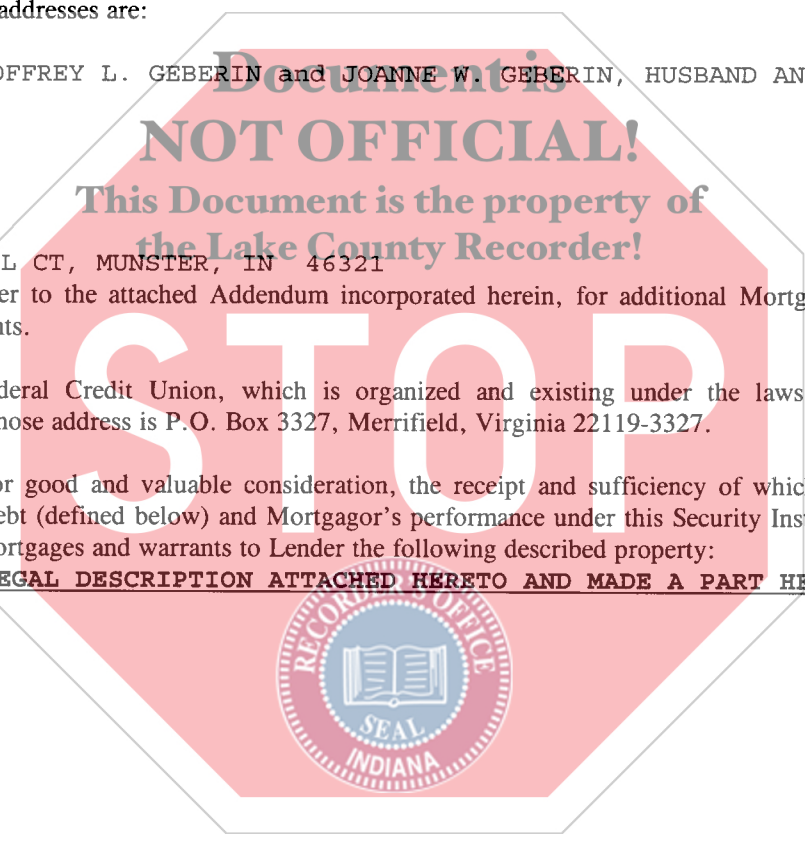 addresses are:
OFFREY L. GEBERIN and JOANNE W. GEBERIN, HUSBAND AN
Document is
NOT OFFICIAL!
This Document is the property of
the Lake County Recorder!
L CT, MUNSTER, IN 46321
er to the attached Addendum incorporated herein, for additional Mortg
nts.
STOP
deral Credit Union, which is organized and existing under the laws
hose address is P.O. Box 3327, Merrifield, Virginia 22119-3327.
or good and valuable consideration, the receipt and sufficiency of whic
ebt (defined below) and Mortgagor's performance under this Security Ins
ortgages and warrants to Lender the following described property:
EGAL DESCRIPTION ATTACHED HERETO AND MADE A PART HE
RECORDER'S OFFICE
SEAL
INDIANA